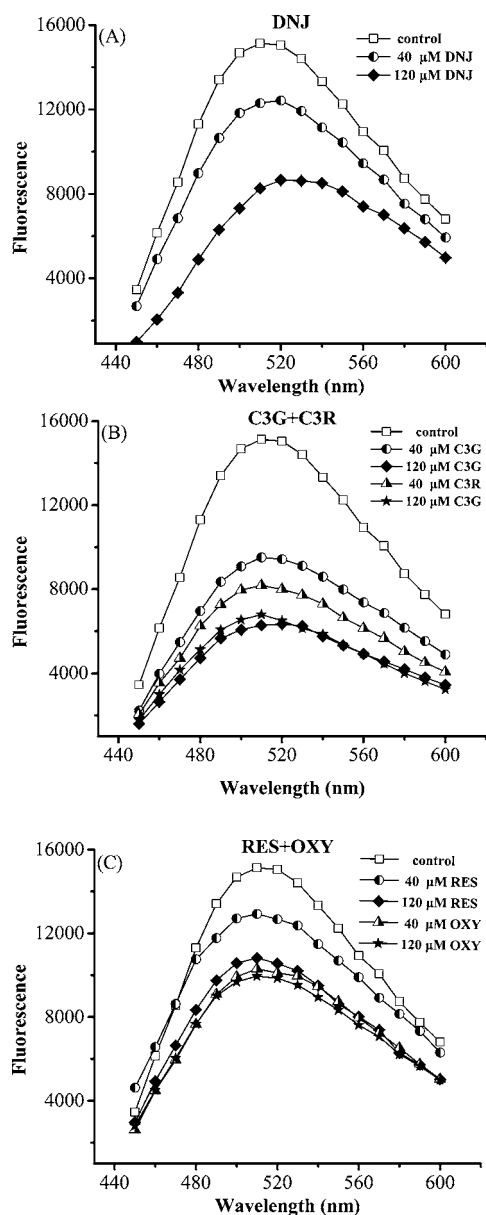 (A)
DNJ
control
40 µM DNJ
120 µM DNJ
16000
12000
8000
4000
Fluorescence
440 480 520 560 600
Wavelength (nm)
(B)
C3G+C3R
control
40 µM C3G
120 µM C3G
40 µM C3R
120 µM C3G
16000
12000
8000
4000
Fluorescence
440 480 520 560 600
Wavelength (nm)
(C)
RES+OXY
control
40 µM RES
120 µM RES
40 µM OXY
120 µM OXY
16000
12000
8000
4000
Fluorescence
440 480 520 560 600
Wavelength (nm)